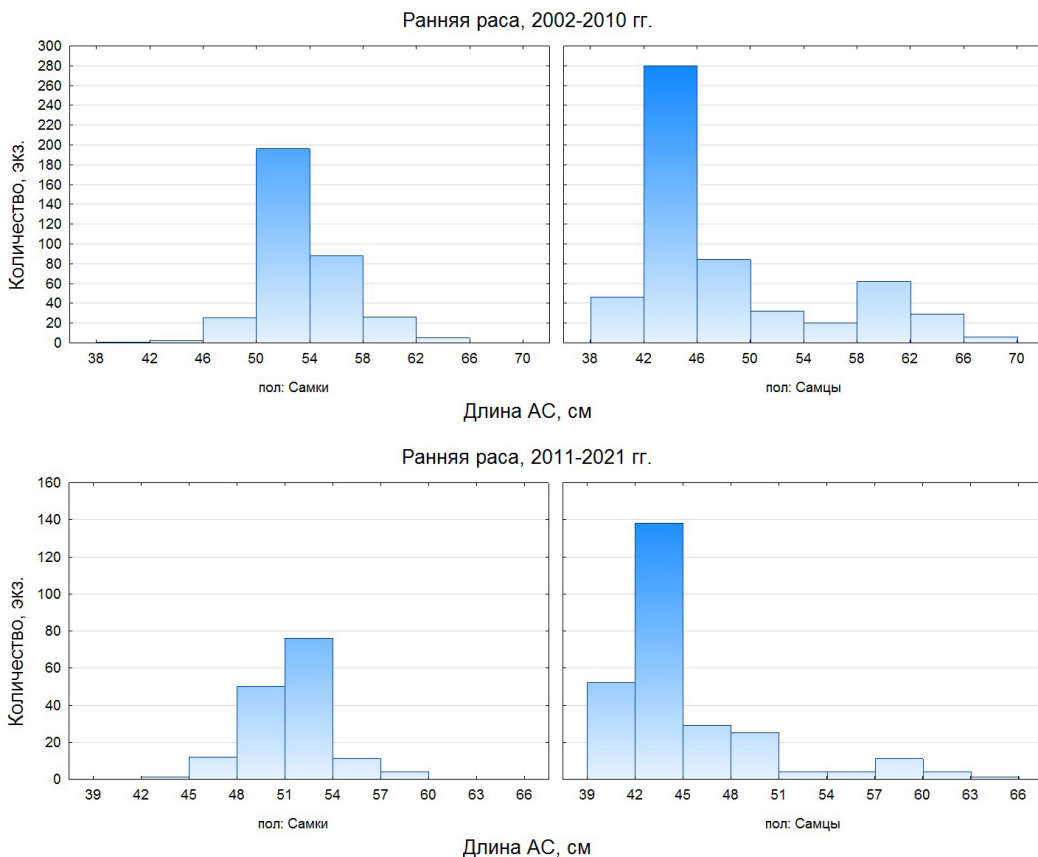 Ранняя раса, 2002-2010 гг.
Количество, экз.
300
280
260
240
220
200
180
160
140
120
100
80
60
40
20
0
38 42 46 50 54 58 62 66 70
38 42 46 50 54 58 62 66 70
пол: Самки
пол: Самцы
Длина АС, см
Ранняя раса, 2011-2021 гг.
Количество, экз.
160
140
120
100
80
60
40
20
0
39 42 45 48 51 54 57 60 63 66
39 42 45 48 51 54 57 60 63 66
пол: Самки
пол: Самцы
Длина АС, см